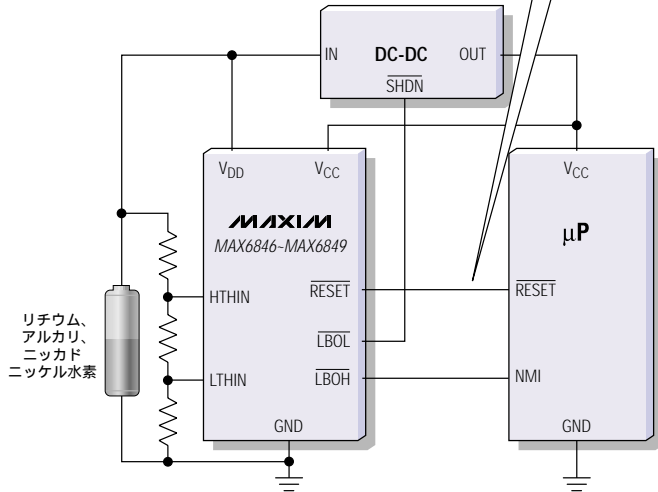 IN DC-DC OUT
SHDN
VDD VCC
VCC
MAXIM
MAX6846~MAX6849
μP
HTHIN
RESET
RESET
リチウム、
アルカリ、
ニッカド
ニッケル水素
LBOL
LTHIN
LBOH
NMI
GND
GND